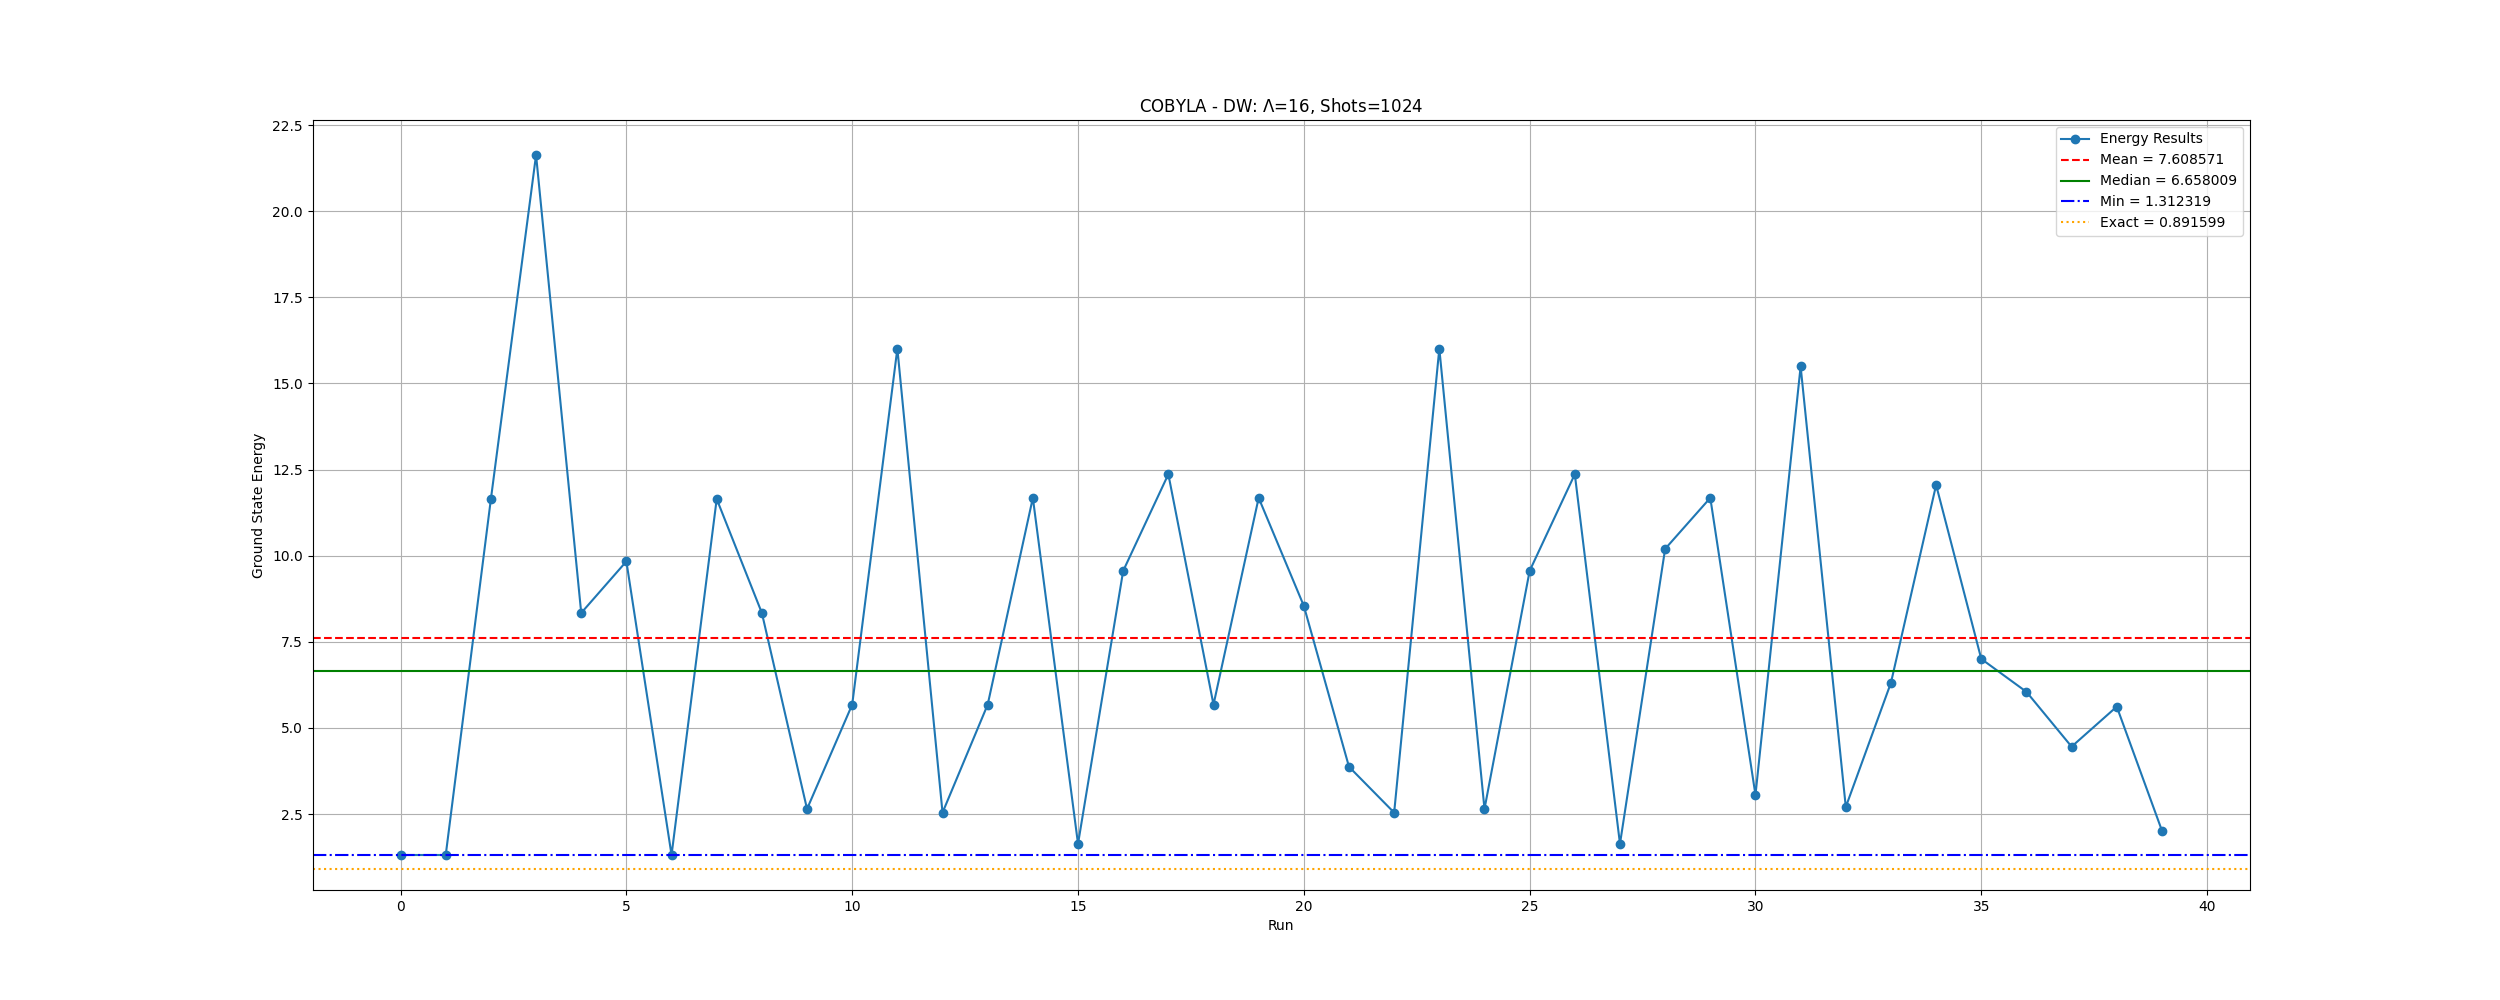 COBYLA - DW: Λ=16, Shots=1024
22.5
20.0
17.5
15.0
12.5
10.0
7.5
5.0
2.5
Ground State Energy
Energy Results
Mean = 7.608571
Median = 6.658009
Min = 1.312319
Exact = 0.891599
0 5 10 15 20 25 30 35 40
Run